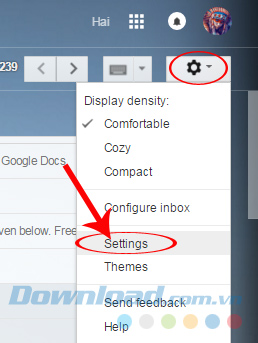 Hai
239
Display density:
Comfortable
Cozy
Compact
Google Docs
Configure inbox
ven below. Free
Settings
Themes
Download.com.vn
Send feedback
Help